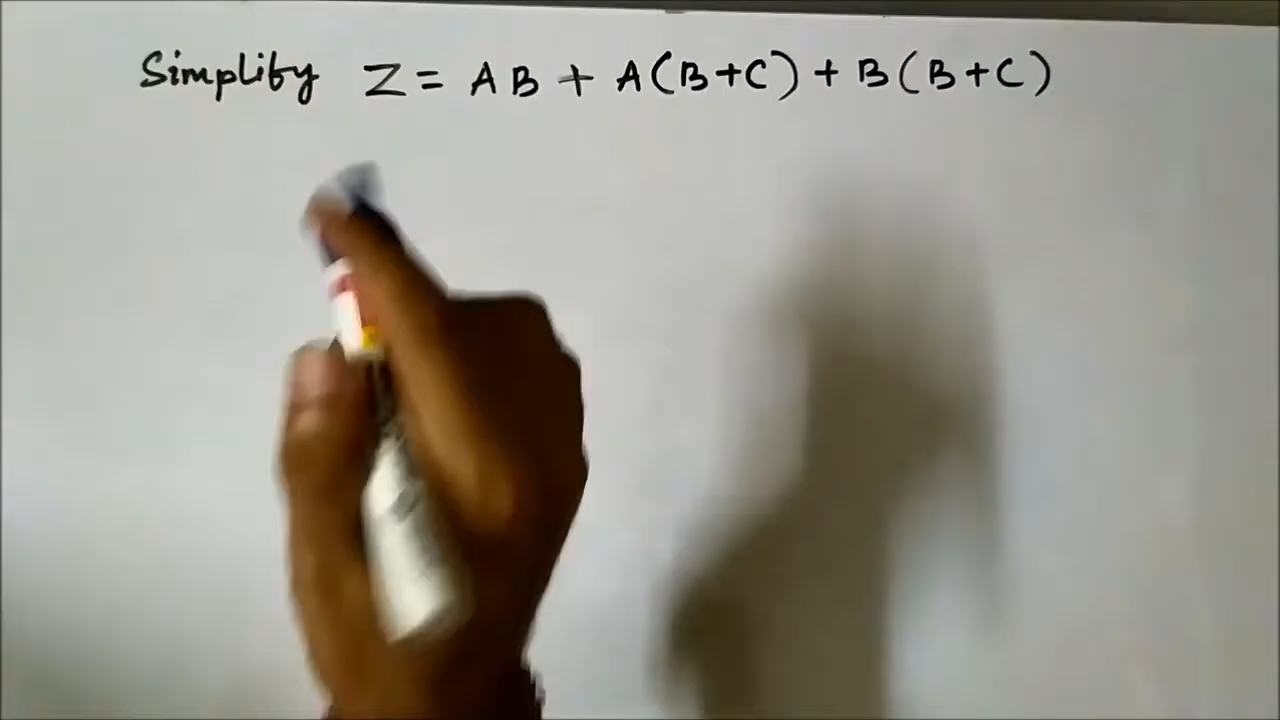 Simplify Z = AB + A(B+C) + B(B+C)